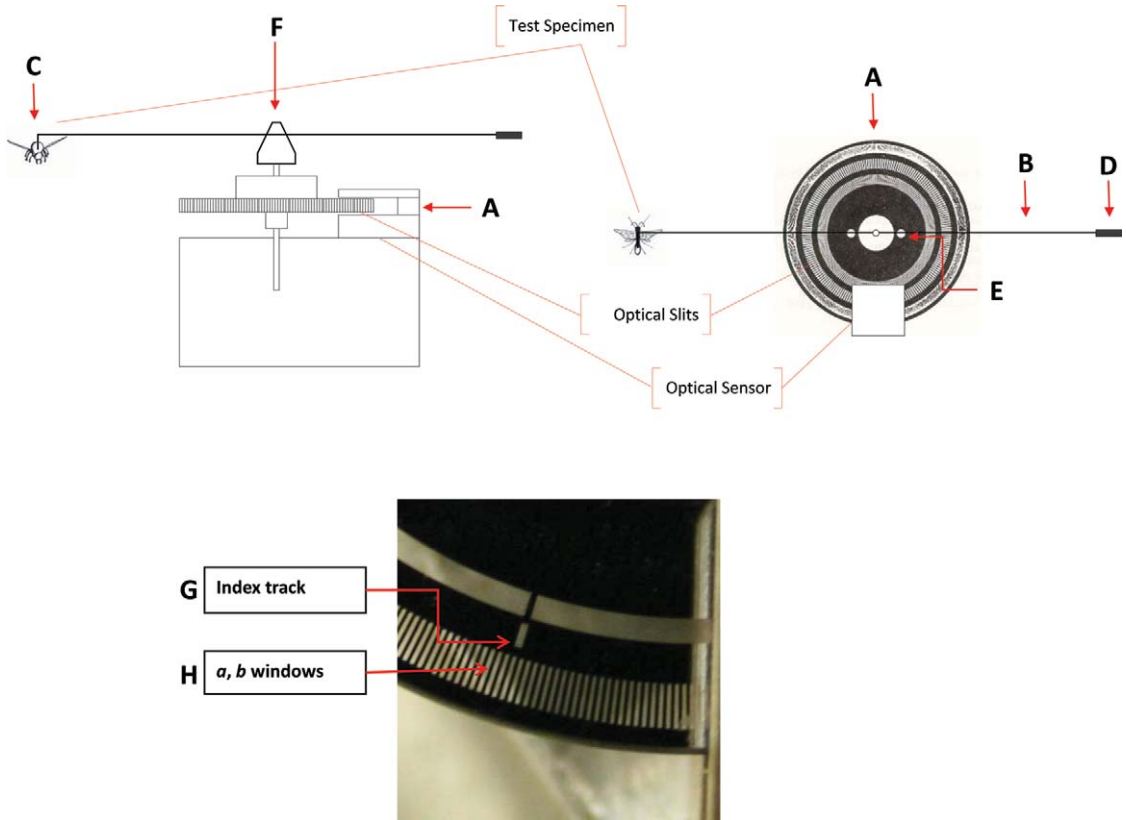 F
Test Specimen
C
A
A
B
D
E
Optical Slits
Optical Sensor
G
Index track
H
a, b windows